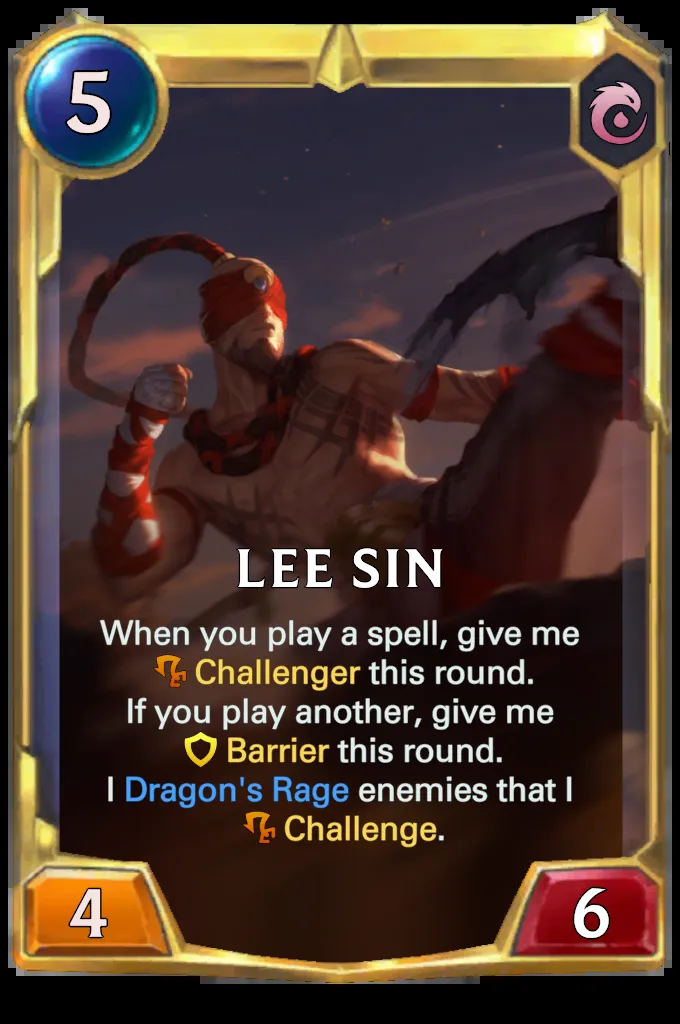 5
LEE SIN
When you play a spell, give me
Challenger this round.
If you play another, give me
Barrier this round.
I Dragon's Rage enemies that I
Challenge.
4
6